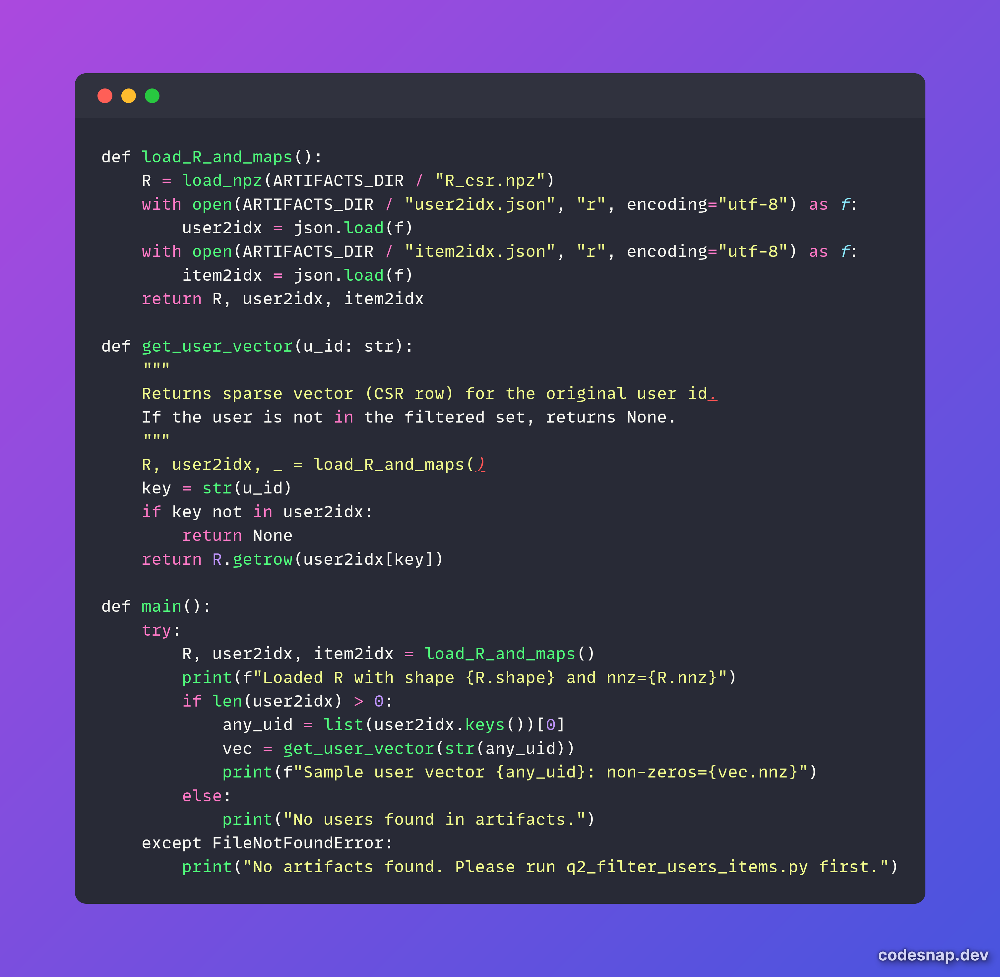 def load_R_and_maps():
    R = load_npz(ARTIFACTS_DIR / "R_csr.npz")
    with open(ARTIFACTS_DIR / "user2idx.json", "r", encoding="utf-8") as f:
        user2idx = json.load(f)
    with open(ARTIFACTS_DIR / "item2idx.json", "r", encoding="utf-8") as f:
        item2idx = json.load(f)
    return R, user2idx, item2idx

def get_user_vector(u_id: str):
    """
    Returns sparse vector (CSR row) for the original user id.
    If the user is not in the filtered set, returns None.
    """
    R, user2idx, _ = load_R_and_maps()
    key = str(u_id)
    if key not in user2idx:
        return None
    return R.getrow(user2idx[key])

def main():
    try:
        R, user2idx, item2idx = load_R_and_maps()
        print(f"Loaded R with shape {R.shape} and nnz={R.nnz}")
        if len(user2idx) > 0:
            any_uid = list(user2idx.keys())[0]
            vec = get_user_vector(str(any_uid))
            print(f"Sample user vector {any_uid}: non-zeros={vec.nnz}")
        else:
            print("No users found in artifacts.")
    except FileNotFoundError:
        print("No artifacts found. Please run q2_filter_users_items.py first.")
codesnap.dev